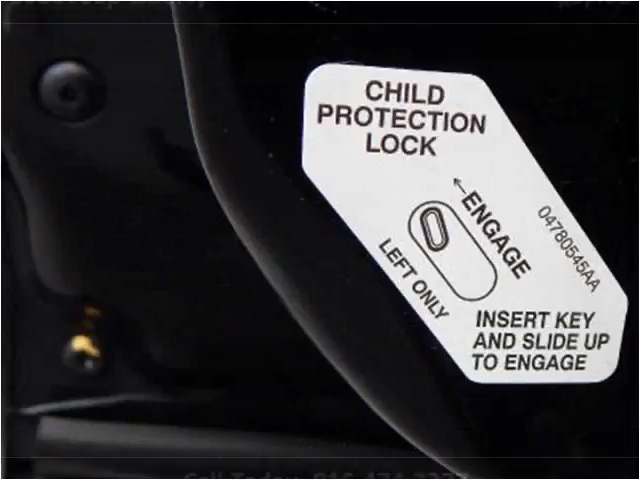 CHILD
PROTECTION
LOCK
←ENGAGE
04780545AA
LEFT ONLY
INSERT KEY
AND SLIDE UP
TO ENGAGE